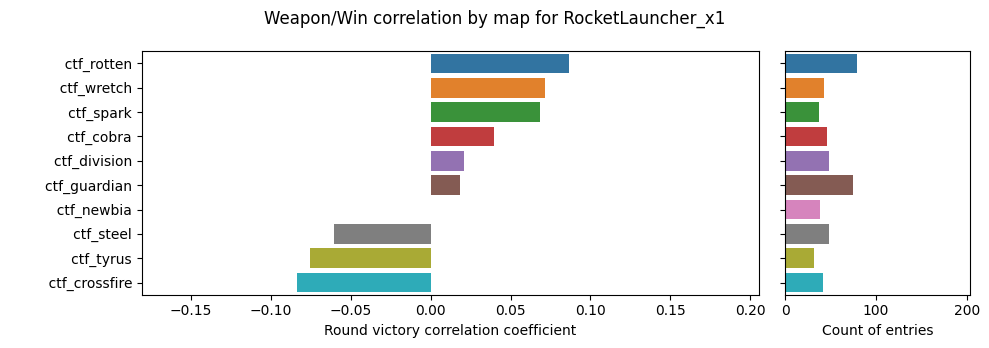 Weapon/Win correlation by map for RocketLauncher_x1
ctf_rotten
ctf_wretch
ctf_spark
ctf_cobra
ctf_division
ctf_guardian
ctf_newbia
ctf_steel
ctf_tyrus
ctf_crossfire
−0.15 −0.10 −0.05 0.00 0.05 0.10 0.15 0.20
Round victory correlation coefficient
0 100 200
Count of entries